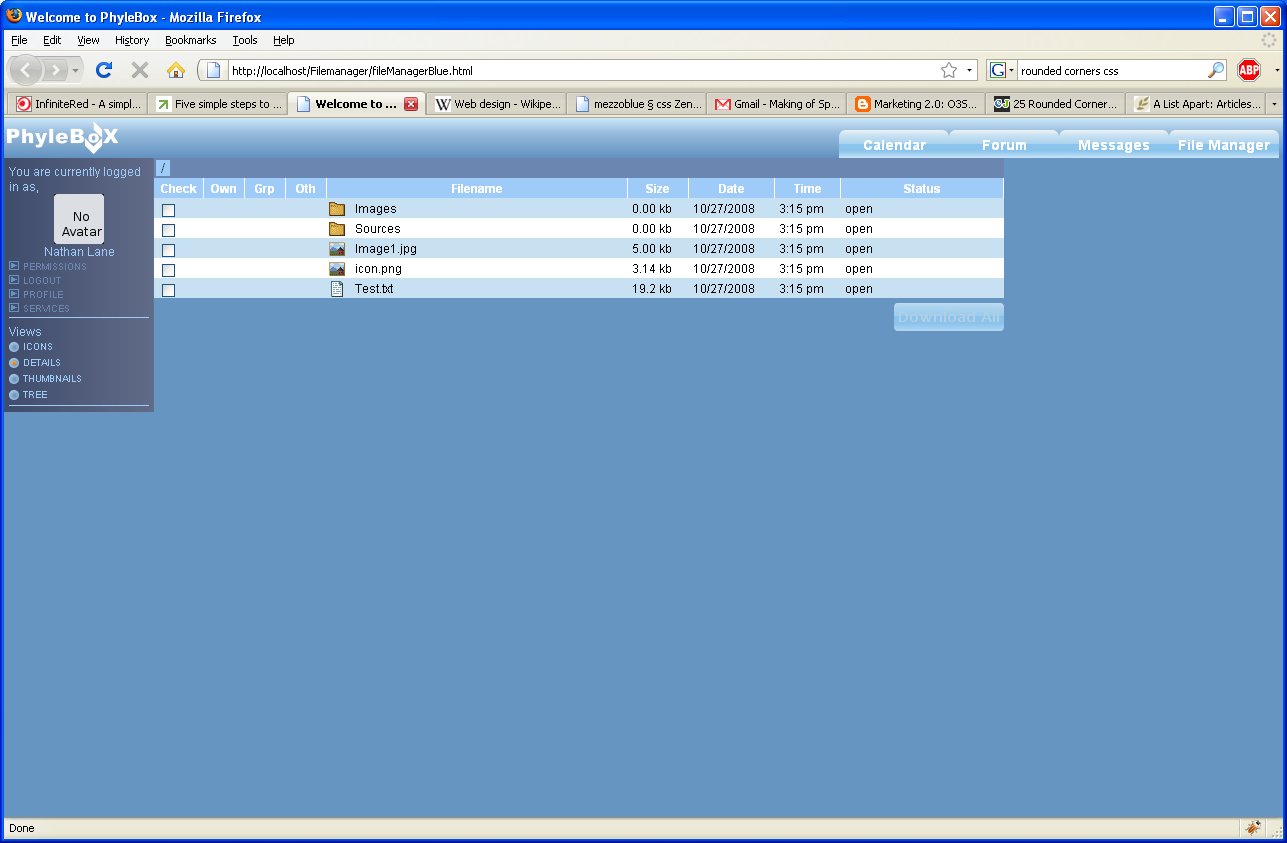 Welcome to PhyleBox - Mozilla Firefox
File Edit View History Bookmarks Tools Help
http://localhost/Filemanager/fileManagerBlue.html
G rounded corners css
ABP
InfiniteRed - A simpl...
Five simple steps to ...
Welcome to ...
W Web design - Wikipe...
mezzoblue § css Zen...
Gmail - Making of Sp...
Marketing 2.0: O3S...
25 Rounded Corner...
A List Apart: Articles...
PhyleBoX
Calendar Forum Messages File Manager
You are currently logged
in as,
No
Avatar
Nathan Lane
PERMISSIONS
LOGOUT
PROFILE
SERVICES
Views
ICONS
DETAILS
THUMBNAILS
TREE
/
Check Own Grp Oth Filename Size Date Time Status
Images 0.00 kb 10/27/2008 3:15 pm open
Sources 0.00 kb 10/27/2008 3:15 pm open
Image1.jpg 5.00 kb 10/27/2008 3:15 pm open
icon.png 3.14 kb 10/27/2008 3:15 pm open
Test.txt 19.2 kb 10/27/2008 3:15 pm open
Download All
Done